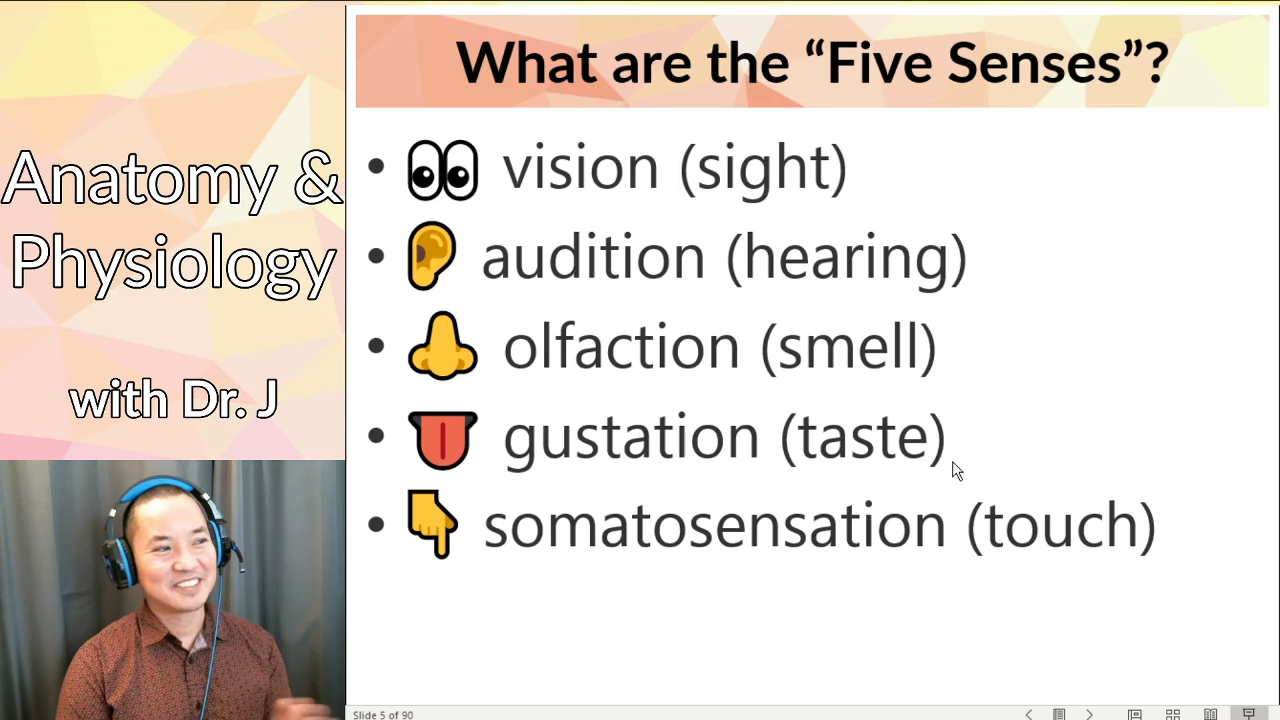 Anatomy &
Physiology
with Dr. J
What are the “Five Senses”?
• vision (sight)
• audition (hearing)
• olfaction (smell)
• gustation (taste)
• somatosensation (touch)
Slide 5 of 90